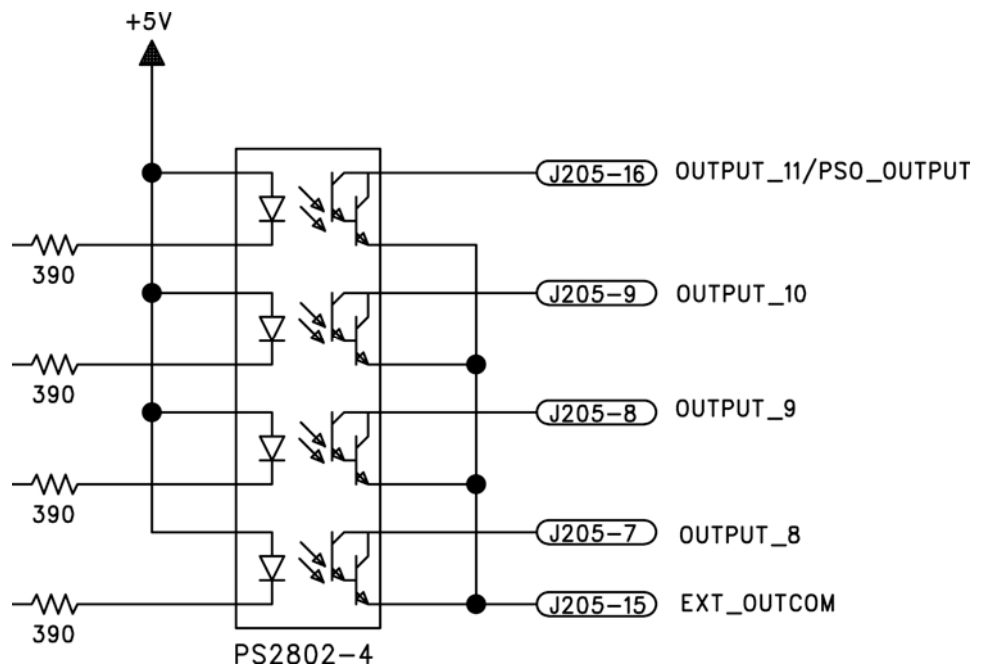 +5V
J205-16 OUTPUT_11/PSO_OUTPUT
390
J205-9 OUTPUT_10
390
J205-8 OUTPUT_9
390
J205-7 OUTPUT_8
J205-15 EXT_OUTCOM
390
PS2802-4